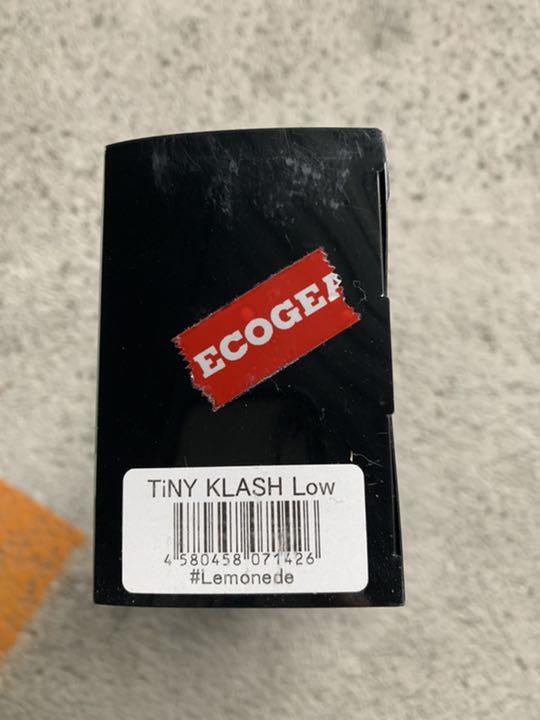 ECOGEA
TiNY KLASH Low
4 580458 071426
#Lemonede